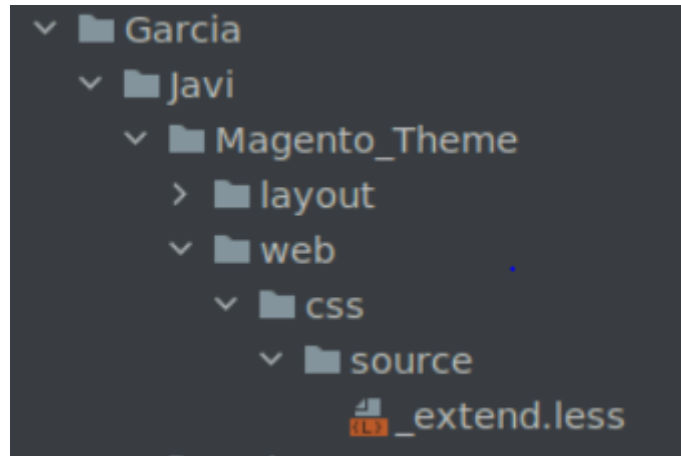 Garcia
Javi
Magento_Theme
layout
web
css
source
{L} _extend.less